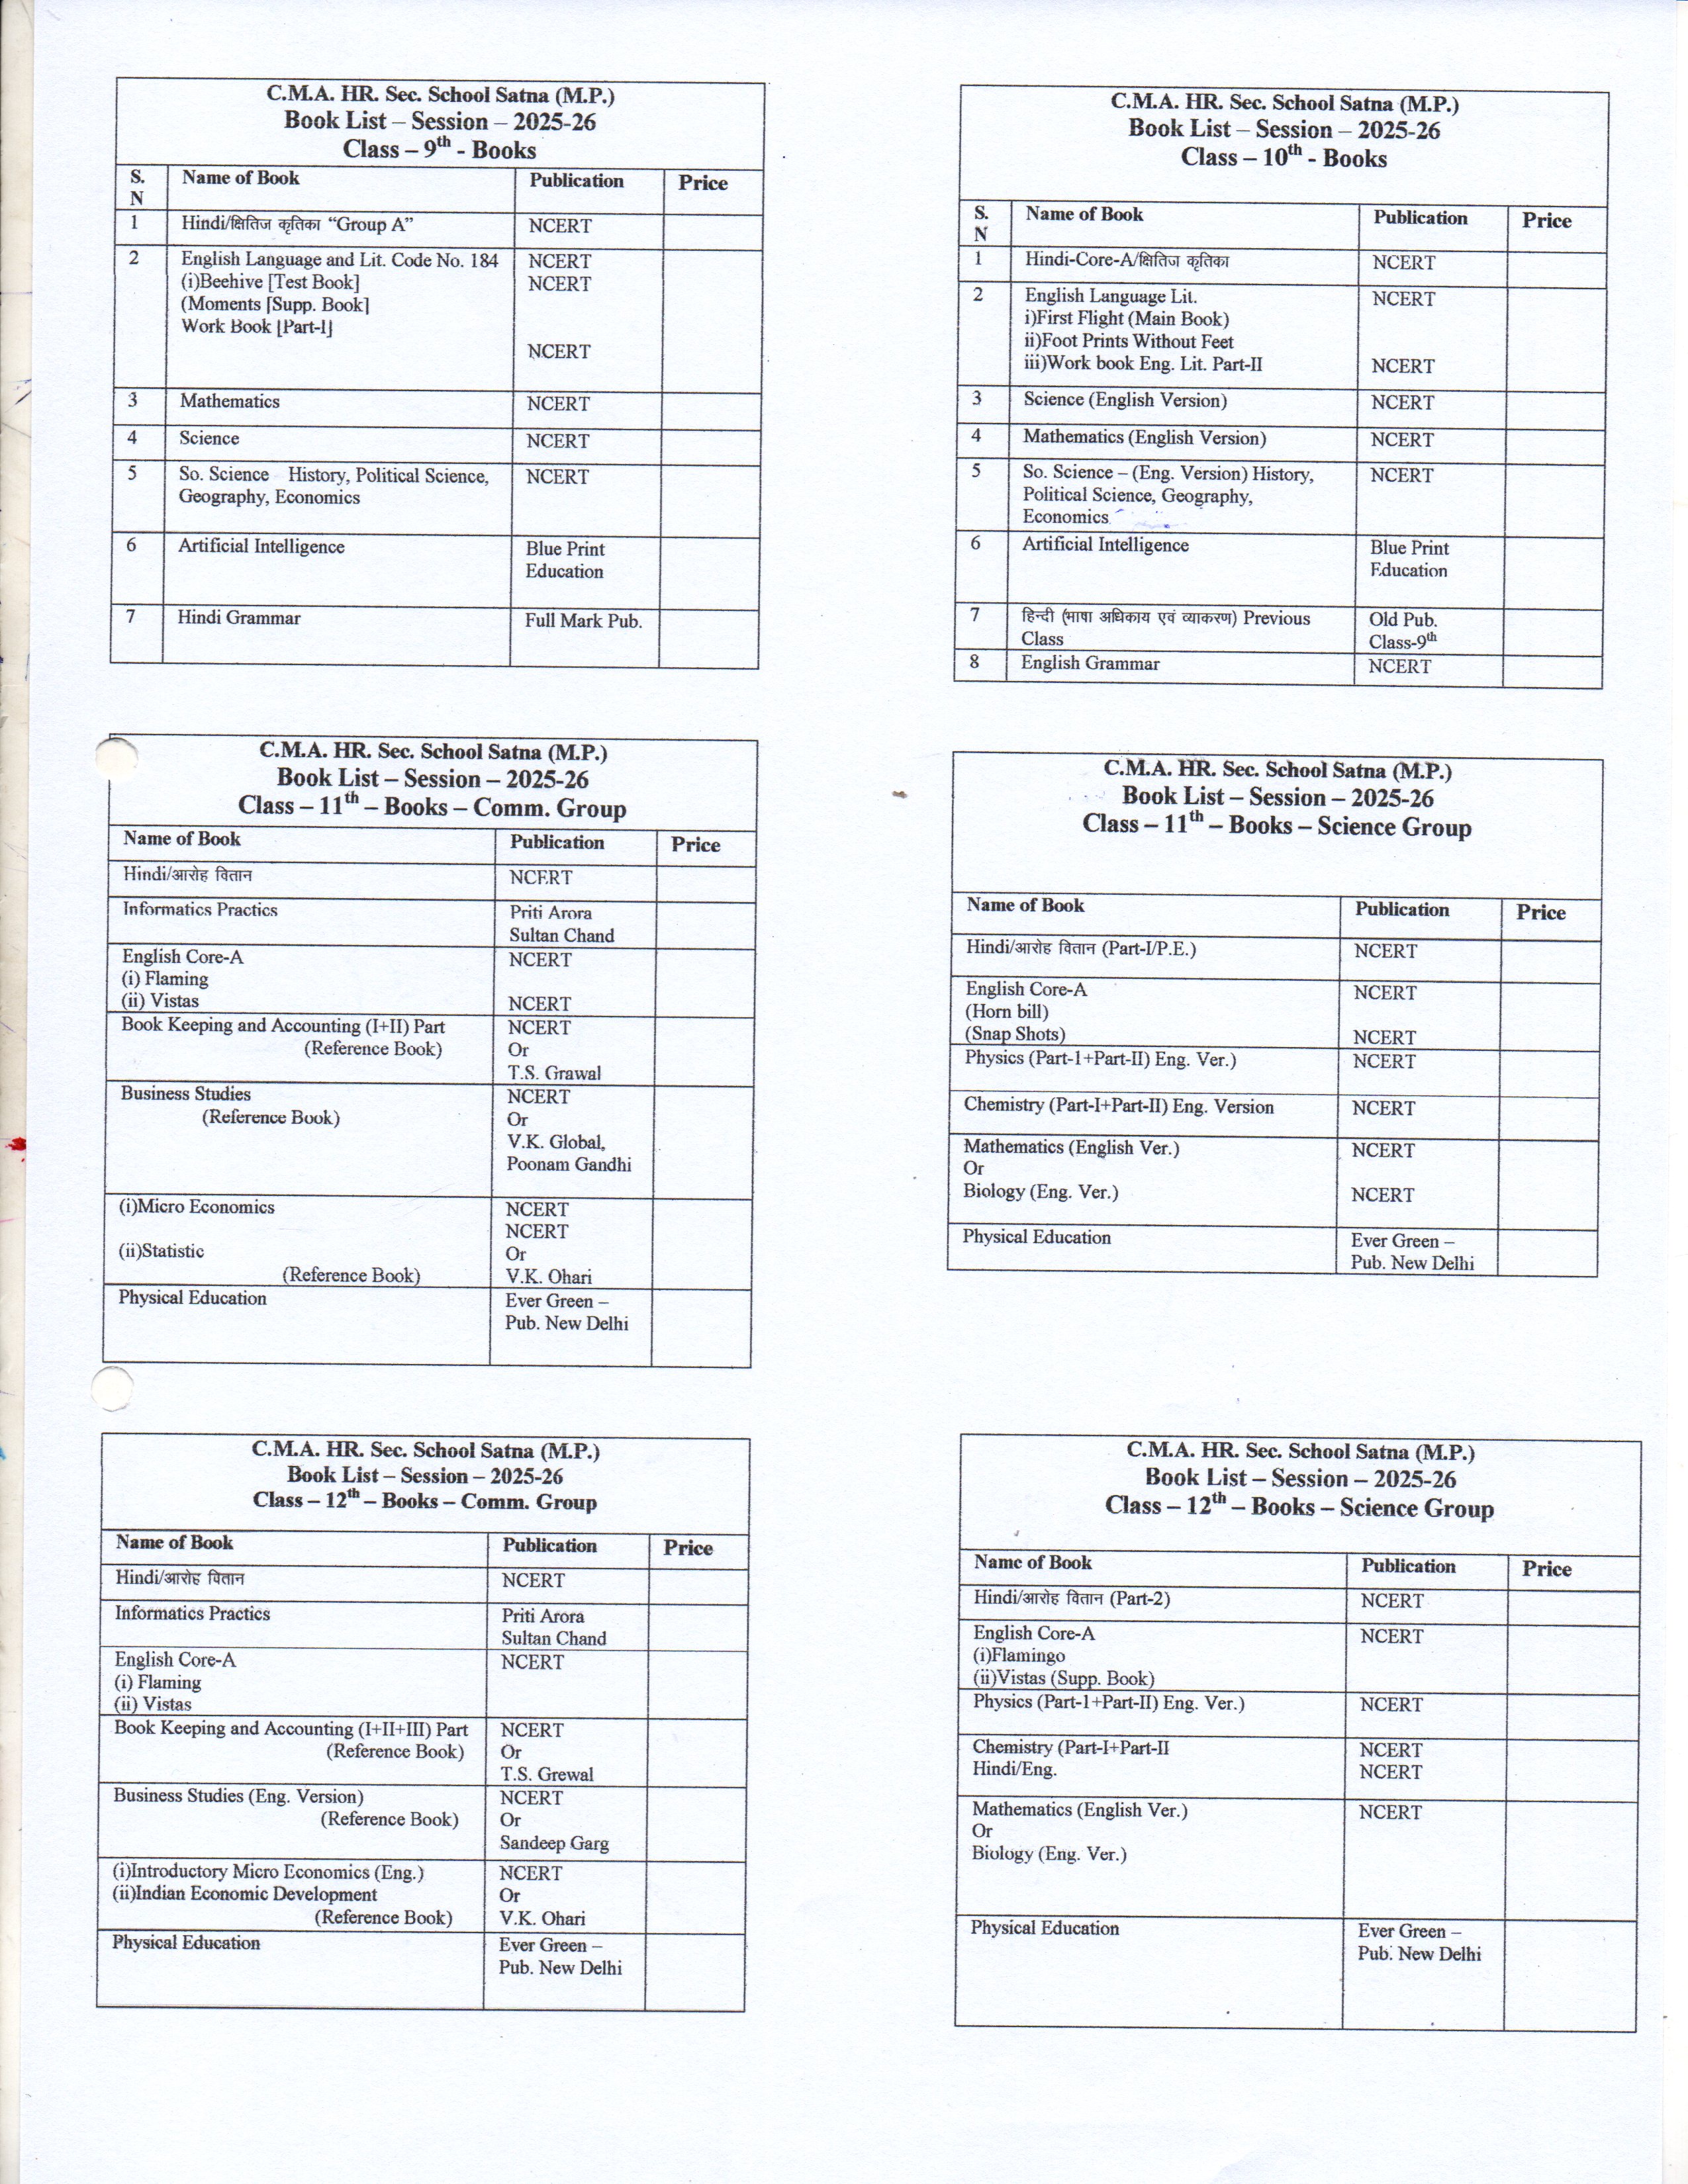 C.M.A. HR. Sec. School Satna (M.P.)
Book List – Session – 2025-26
Class – 9th - Books
S. N Name of Book Publication Price
1 Hindi/क्षितिज कृतिका “Group A” NCERT
2 English Language and Lit. Code No. 184 NCERT
(i)Beehive [Test Book] NCERT
(Moments [Supp. Book]
Work Book [Part-I]
NCERT
3 Mathematics NCERT
4 Science NCERT
5 So. Science History, Political Science, NCERT
Geography, Economics
6 Artificial Intelligence Blue Print
Education
7 Hindi Grammar Full Mark Pub.
C.M.A. HR. Sec. School Satna (M.P.)
Book List – Session – 2025-26
Class – 10th - Books
S. N Name of Book Publication Price
1 Hindi-Core-A/क्षितिज कृतिका NCERT
2 English Language Lit. NCERT
i)First Flight (Main Book)
ii)Foot Prints Without Feet
iii)Work book Eng. Lit. Part-II NCERT
3 Science (English Version) NCERT
4 Mathematics (English Version) NCERT
5 So. Science – (Eng. Version) History, NCERT
Political Science, Geography,
Economics
6 Artificial Intelligence Blue Print
Education
7 हिन्दी (भाषा अधिकाय एवं व्याकरण) Previous Old Pub.
Class Class-9th
8 English Grammar NCERT
C.M.A. HR. Sec. School Satna (M.P.)
Book List – Session – 2025-26
Class – 11th – Books – Comm. Group
Name of Book Publication Price
Hindi/आरोह वितान NCERT
Informatics Practics Priti Arora
Sultan Chand
English Core-A NCERT
(i) Flaming
(ii) Vistas NCERT
Book Keeping and Accounting (I+II) Part NCERT
(Reference Book) Or
T.S. Grawal
Business Studies NCERT
(Reference Book) Or
V.K. Global,
Poonam Gandhi
(i)Micro Economics NCERT
NCERT
(ii)Statistic Or
(Reference Book) V.K. Ohari
Physical Education Ever Green –
Pub. New Delhi
C.M.A. HR. Sec. School Satna (M.P.)
Book List – Session – 2025-26
Class – 11th – Books – Science Group
Name of Book Publication Price
Hindi/आरोह वितान (Part-I/P.E.) NCERT
English Core-A NCERT
(Horn bill)
(Snap Shots) NCERT
Physics (Part-1+Part-II) Eng. Ver.) NCERT
Chemistry (Part-I+Part-II) Eng. Version NCERT
Mathematics (English Ver.) NCERT
Or
Biology (Eng. Ver.) NCERT
Physical Education Ever Green –
Pub. New Delhi
C.M.A. HR. Sec. School Satna (M.P.)
Book List – Session – 2025-26
Class – 12th – Books – Comm. Group
Name of Book Publication Price
Hindi/आरोह वितान NCERT
Informatics Practics Priti Arora
Sultan Chand
English Core-A NCERT
(i) Flaming
(ii) Vistas
Book Keeping and Accounting (I+II+III) Part NCERT
(Reference Book) Or
T.S. Grewal
Business Studies (Eng. Version) NCERT
(Reference Book) Or
Sandeep Garg
(i)Introductory Micro Economics (Eng.) NCERT
(ii)Indian Economic Development Or
(Reference Book) V.K. Ohari
Physical Education Ever Green –
Pub. New Delhi
C.M.A. HR. Sec. School Satna (M.P.)
Book List – Session – 2025-26
Class – 12th – Books – Science Group
Name of Book Publication Price
Hindi/आरोह वितान (Part-2) NCERT
English Core-A NCERT
(i)Flamingo
(ii)Vistas (Supp. Book)
Physics (Part-1+Part-II) Eng. Ver.) NCERT
Chemistry (Part-I+Part-II NCERT
Hindi/Eng. NCERT
Mathematics (English Ver.) NCERT
Or
Biology (Eng. Ver.)
Physical Education Ever Green –
Pub. New Delhi